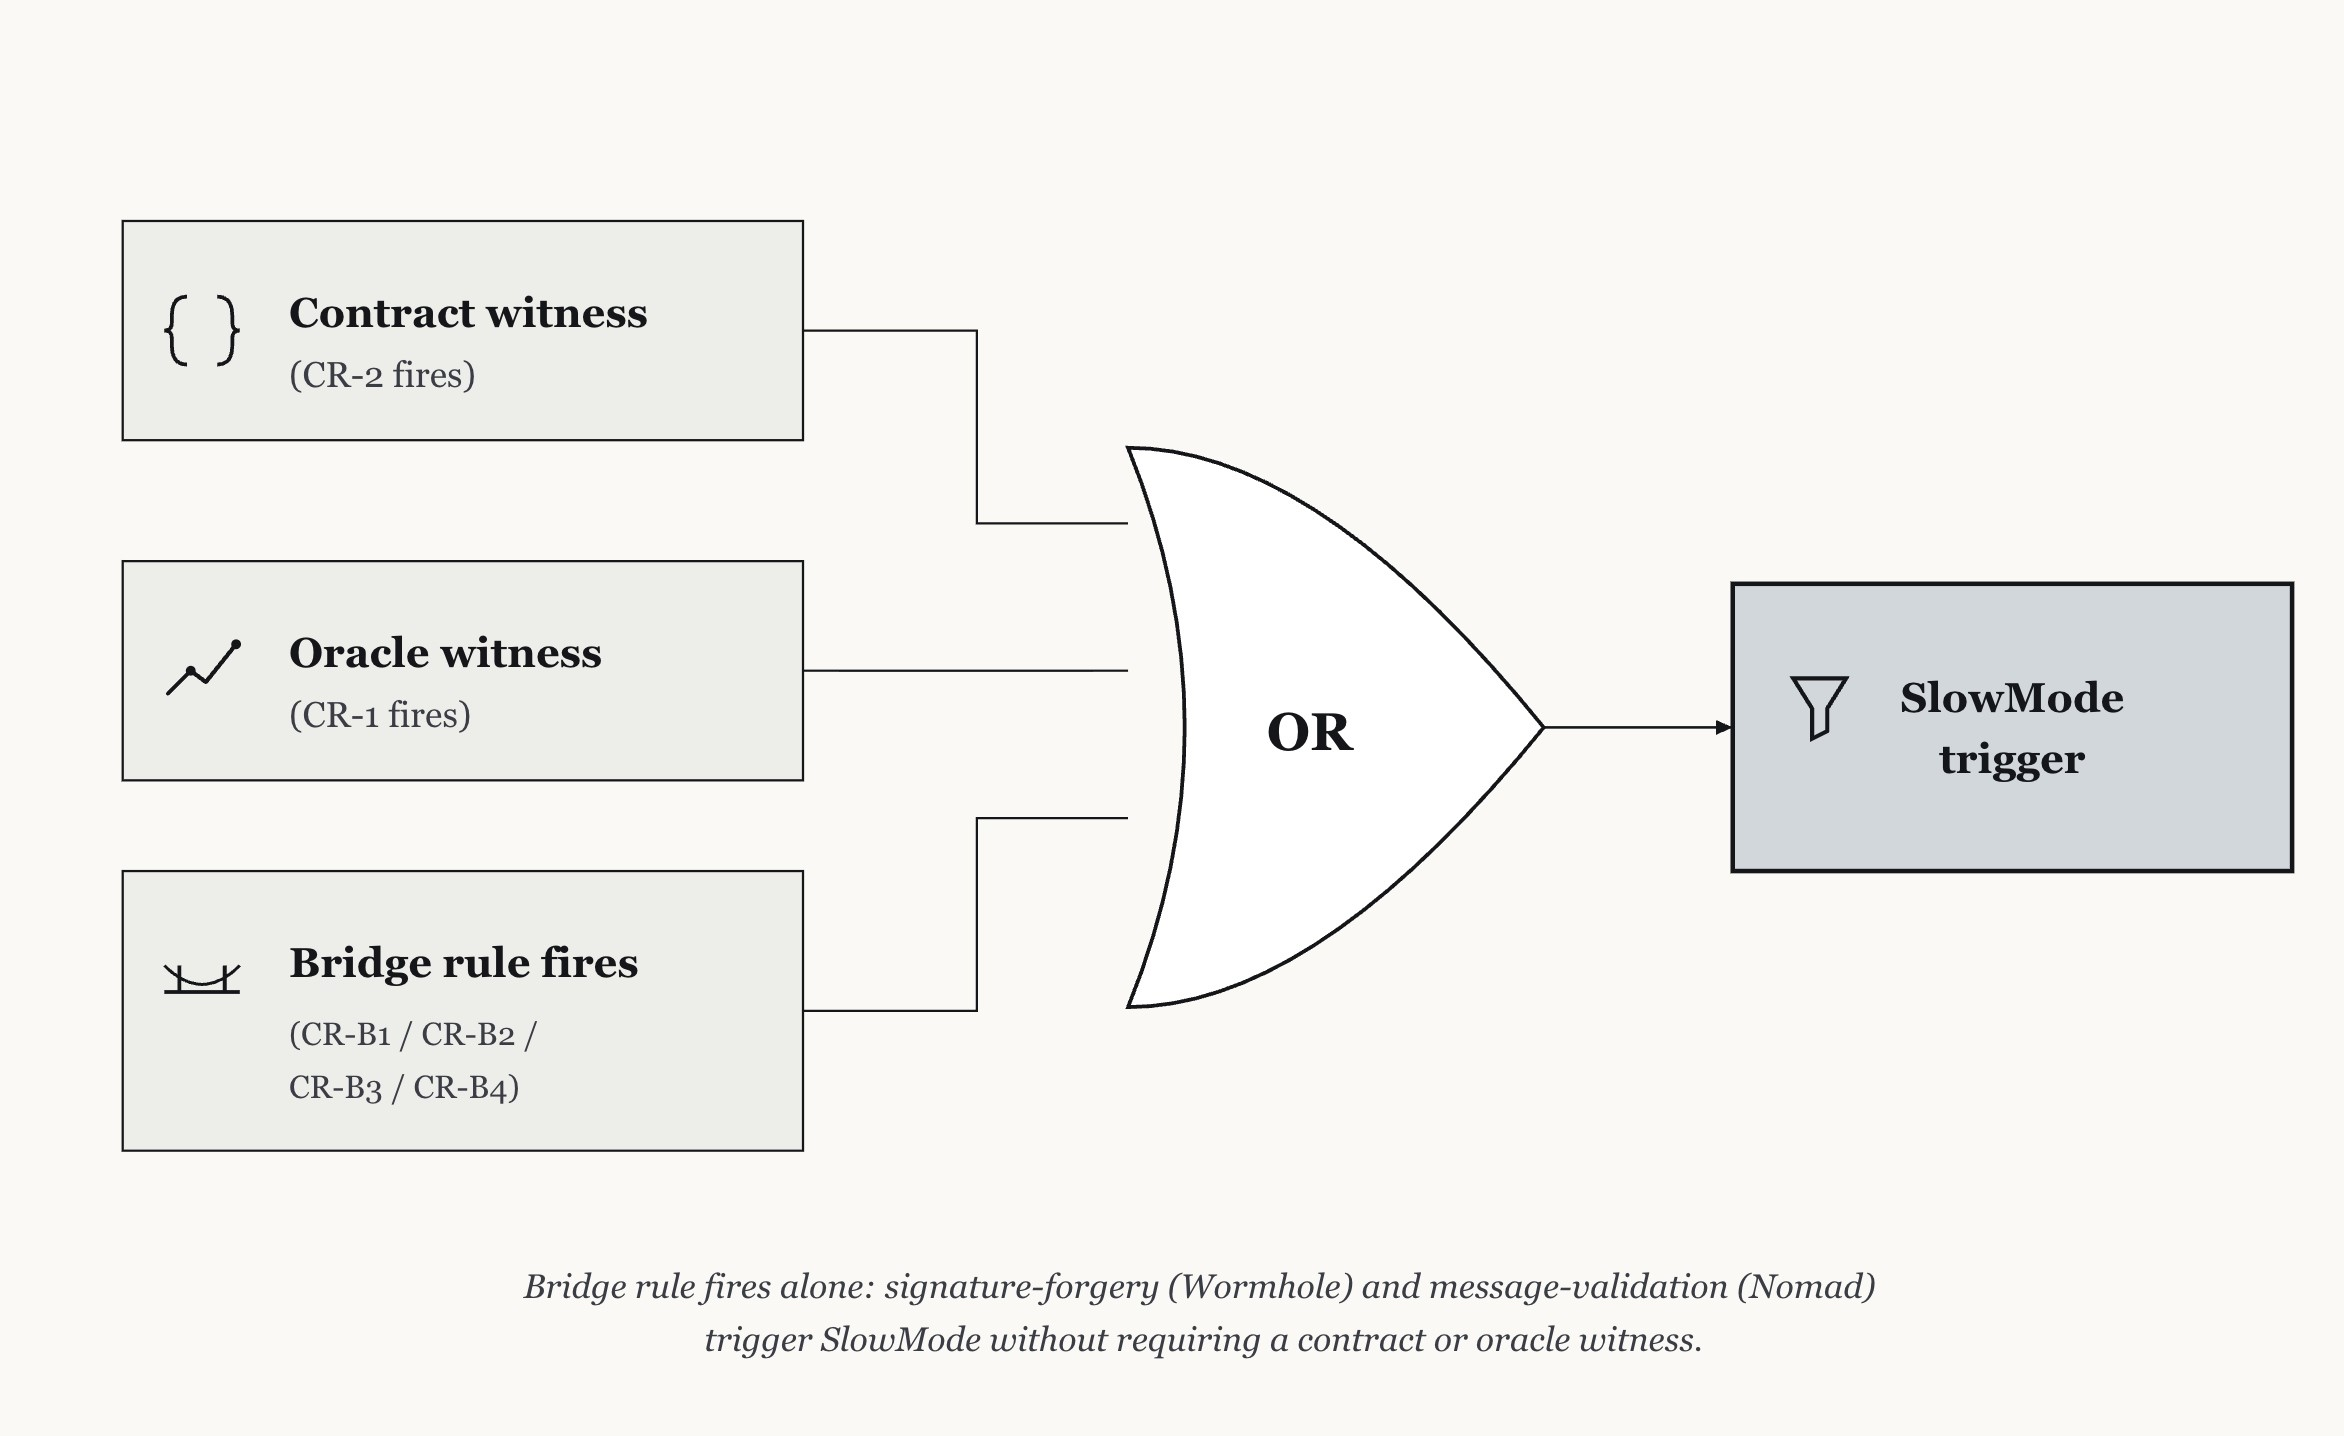 Contract witness
(CR-2 fires)
Oracle witness
(CR-1 fires)
Bridge rule fires
(CR-B1 / CR-B2 /
CR-B3 / CR-B4)
OR
SlowMode
trigger
Bridge rule fires alone: signature-forgery (Wormhole) and message-validation (Nomad)
trigger SlowMode without requiring a contract or oracle witness.